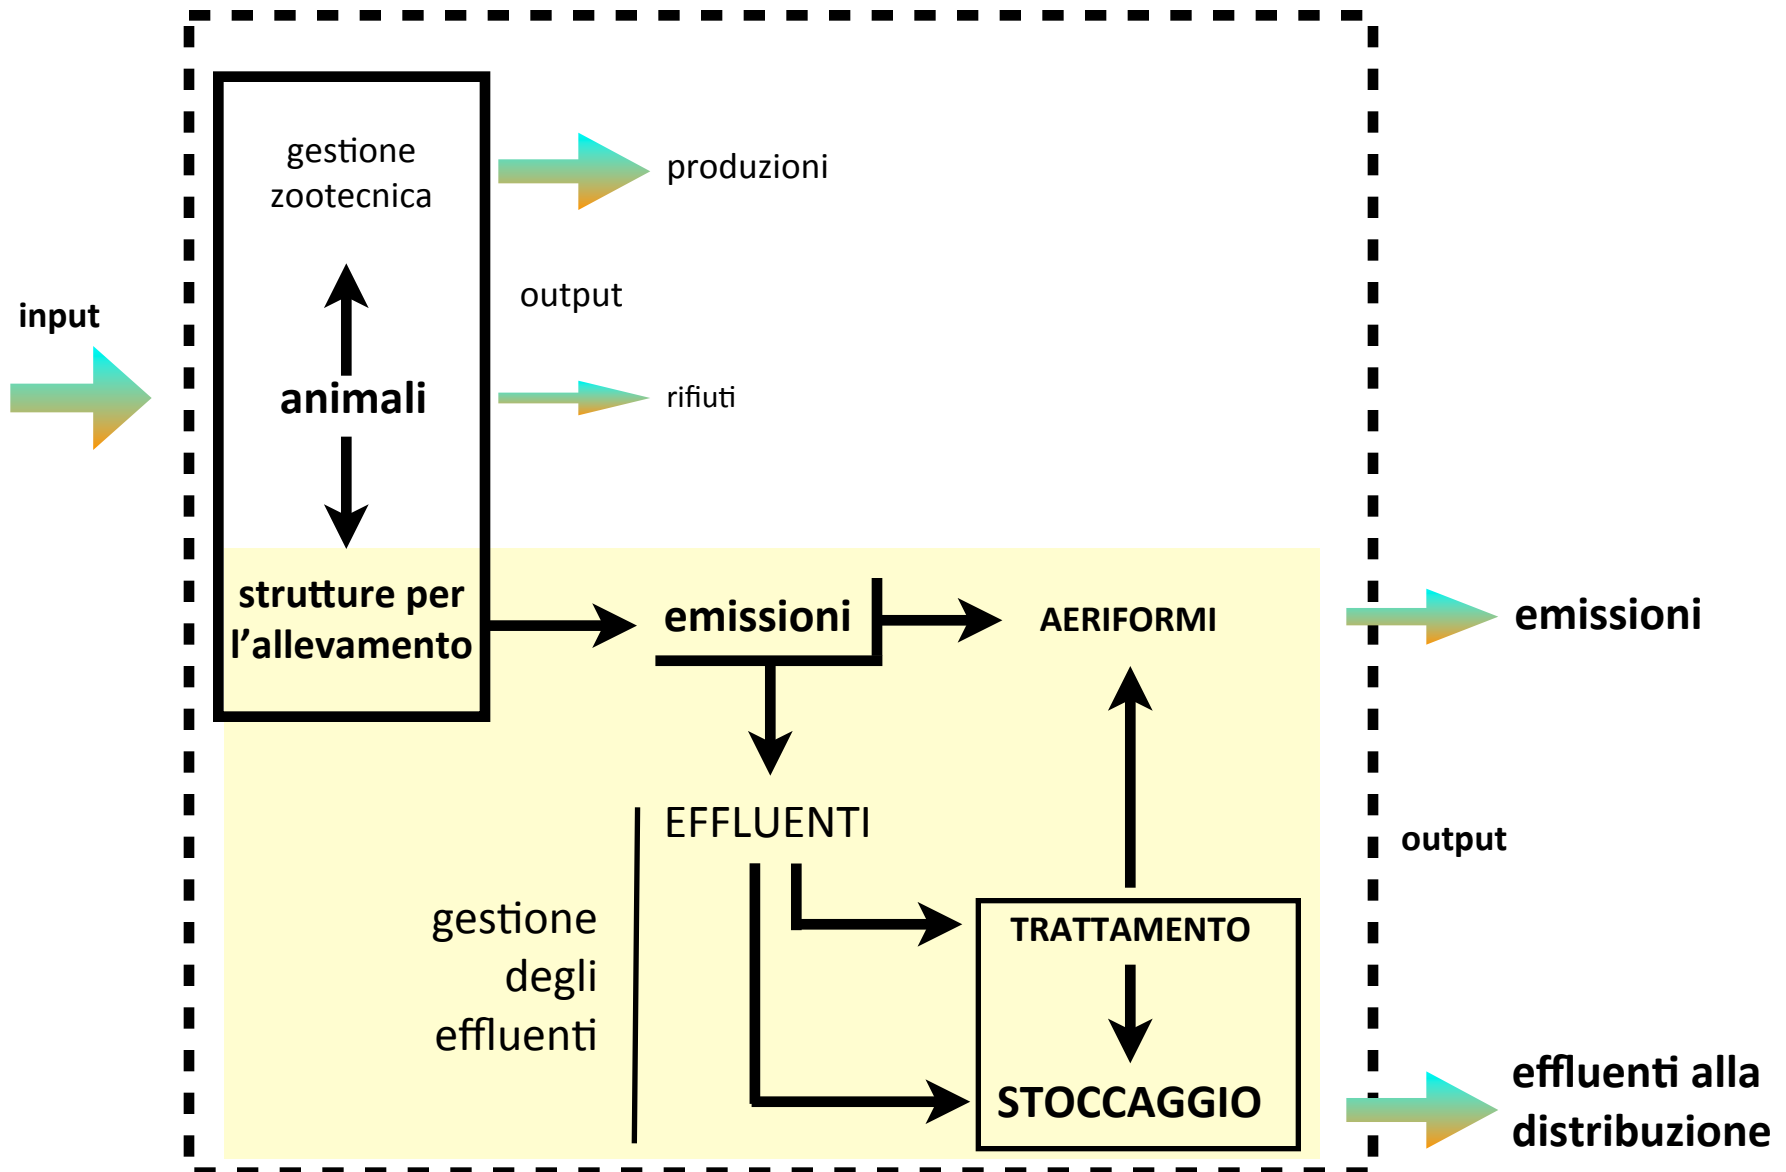 gestione
zootecnica
produzioni
output
input
animali
rifiuti
strutture per
l’allevamento
emissioni
AERIFORMI
emissioni
EFFLUENTI
output
gestione
degli
effluenti
TRATTAMENTO
STOCCAGGIO
effluenti alla
distribuzione